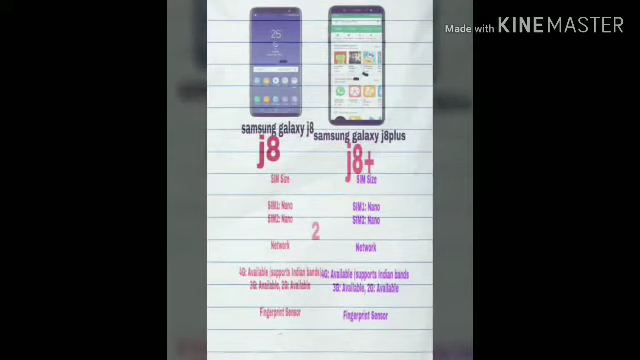 Made with KINEMASTER
25
samsung galaxy j8
samsung galaxy j8plus
j8
j8+
SIM Size
SIM Size
SIM1: Nano
SIM1: Nano
SIM2: Nano
SIM2: Nano
2
Network
Network
4G: Available (supports Indian bands)
4G: Available (supports Indian bands
3G: Available, 2G: Available
3G: Available, 2G: Available
Fingerprint Sensor
Fingerprint Sensor